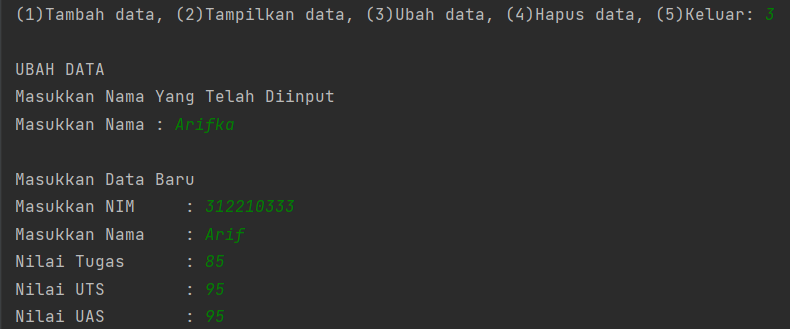 (1)Tambah data, (2)Tampilkan data, (3)Ubah data, (4)Hapus data, (5)Keluar: 3
UBAH DATA
Masukkan Nama Yang Telah Diinput
Masukkan Nama : Arifka
Masukkan Data Baru
Masukkan NIM     : 312210333
Masukkan Nama    : Arif
Nilai Tugas      : 85
Nilai UTS        : 95
Nilai UAS        : 95